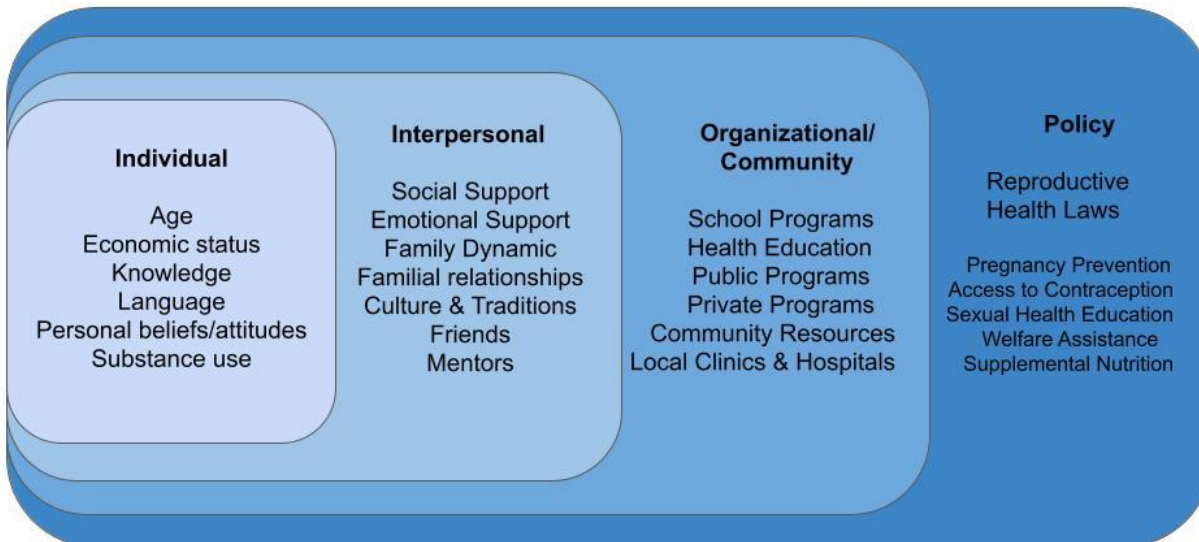 Individual
Age
Economic status
Knowledge
Language
Personal beliefs/attitudes
Substance use
Interpersonal
Social Support
Emotional Support
Family Dynamic
Familial relationships
Culture & Traditions
Friends
Mentors
Organizational/
Community
School Programs
Health Education
Public Programs
Private Programs
Community Resources
Local Clinics & Hospitals
Policy
Reproductive
Health Laws
Pregnancy Prevention
Access to Contraception
Sexual Health Education
Welfare Assistance
Supplemental Nutrition